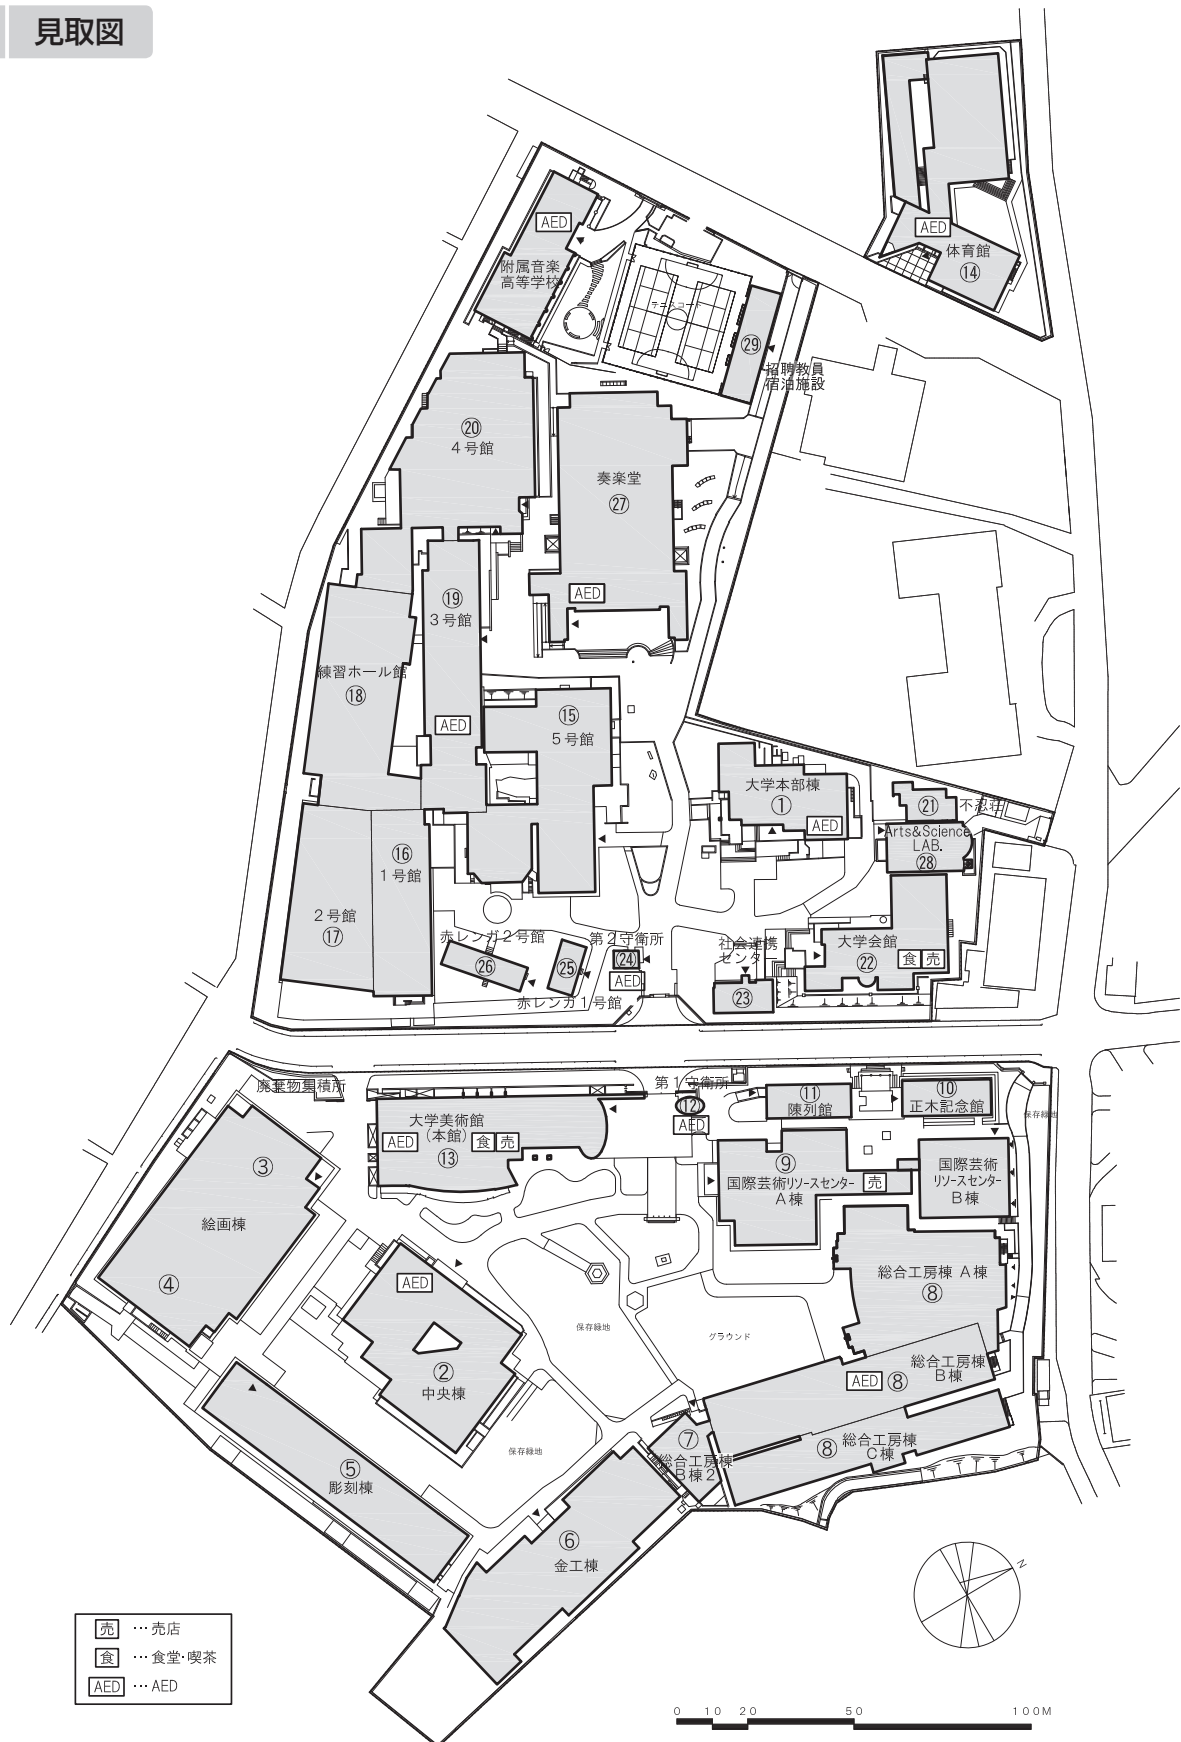 見取図
AED
体育館
⑭
AED
附属音楽
高等学校
テニスコート
㉙
招聘教員
宿泊施設
⑳
4号館
奏楽堂
㉗
AED
⑲
3号館
練習ホール館
⑱
AED
⑮
5号館
大学本部棟
①
AED
㉑
不忍荘
Arts&Science
LAB.
㉘
⑯
1号館
2号館
⑰
赤レンガ2号館
㉖
㉕
赤レンガ1号館
第2守衛所
㉔
AED
社会連携
センター
㉓
大学会館
㉒
食
売
廃棄物集積所
第1守衛所
⑫
AED
⑪
陳列館
⑩
正木記念館
保存緑地
大学美術館
(本館)
⑬
AED
食
売
③
絵画棟
④
⑨
国際芸術リソースセンター
A棟
売
国際芸術
リソースセンター
B棟
総合工房棟 A棟
⑧
AED
②
中央棟
保存緑地
グラウンド
総合工房棟
B棟
AED
⑧
⑧
総合工房棟
C棟
⑦
総合工房棟
B棟2
保存緑地
⑤
彫刻棟
⑥
金工棟
N
売 …売店
食 …食堂・喫茶
AED …AED
0 10 20 50 100M